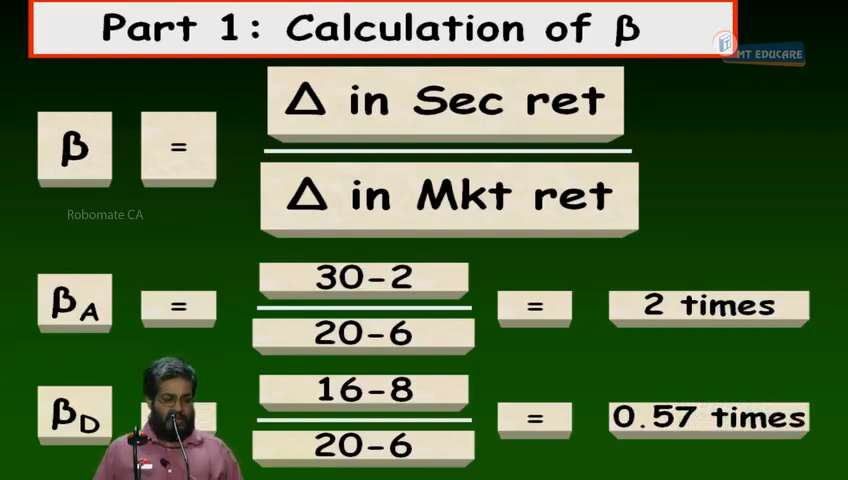 Part 1: Calculation of β
MT EDUCARE
β = Δ in Sec ret
Δ in Mkt ret
Robomate CA
βA = 30-2 = 2 times
20-6
βD 16-8 = 0.57 times
20-6